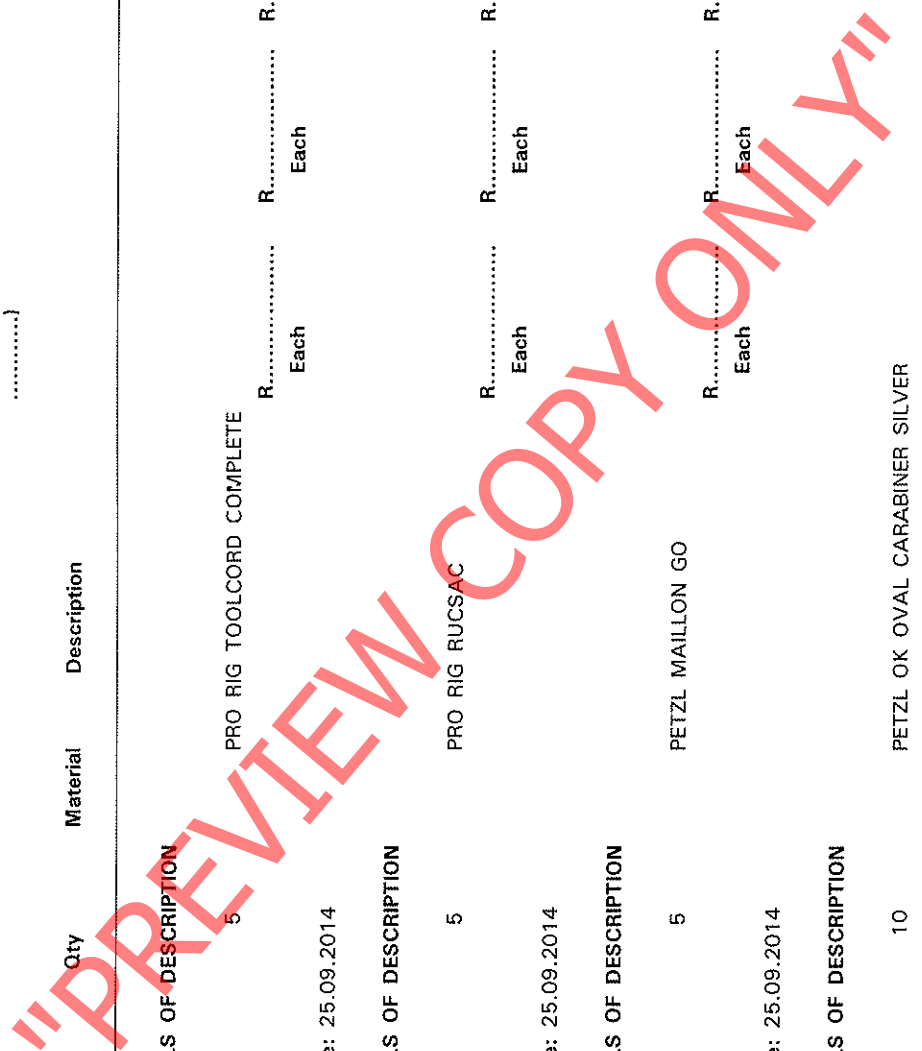 ..........}
Qty Material Description
S OF DESCRIPTION
5 PRO RIG TOOLCORD COMPLETE
R.................. R.................. R.
Each Each
e: 25.09.2014
S OF DESCRIPTION
5 PRO RIG RUCSAC
R.................. R.................. R.
Each Each
e: 25.09.2014
S OF DESCRIPTION
5 PETZL MAILLON GO
R.................. R.................. R.
Each Each
e: 25.09.2014
S OF DESCRIPTION
10 PETZL OK OVAL CARABINER SILVER
"PREVIEW COPY ONLY"